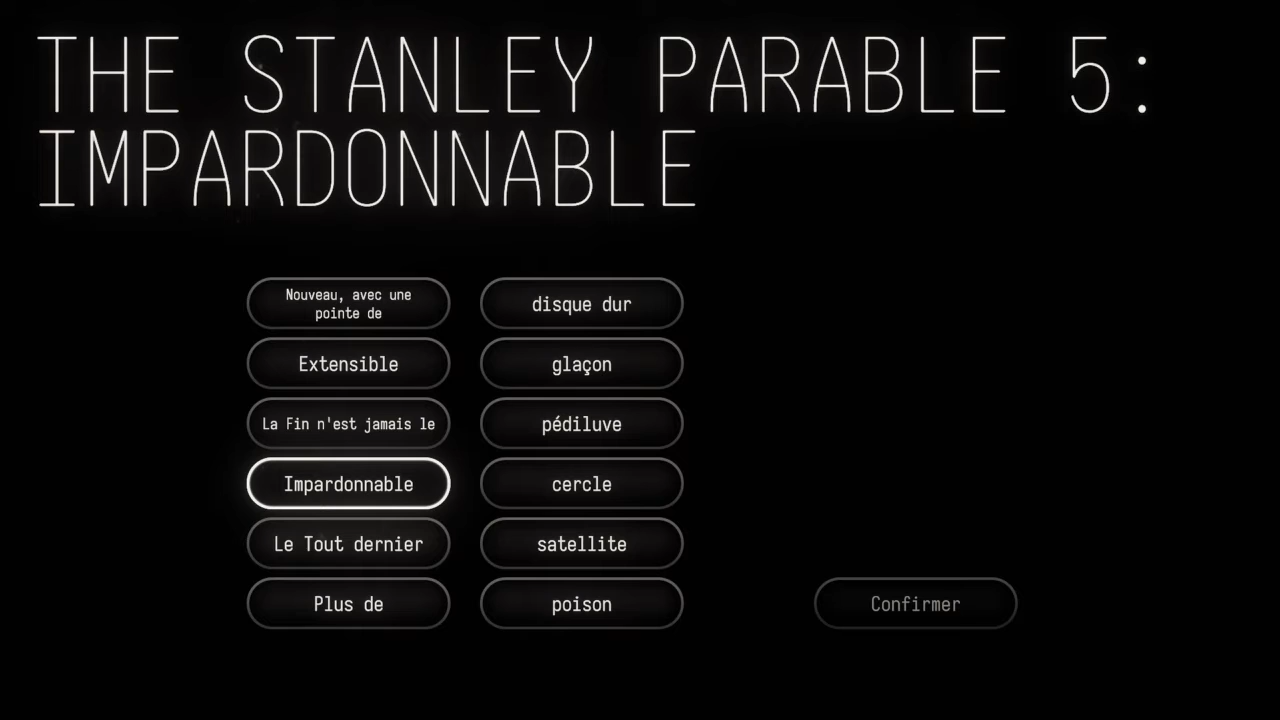 THE STANLEY PARABLE 5:
IMPARDONNABLE
Nouveau, avec une
pointe de
Extensible
La Fin n'est jamais le
Impardonnable
Le Tout dernier
Plus de
disque dur
glaçon
pédiluve
cercle
satellite
poison
Confirmer